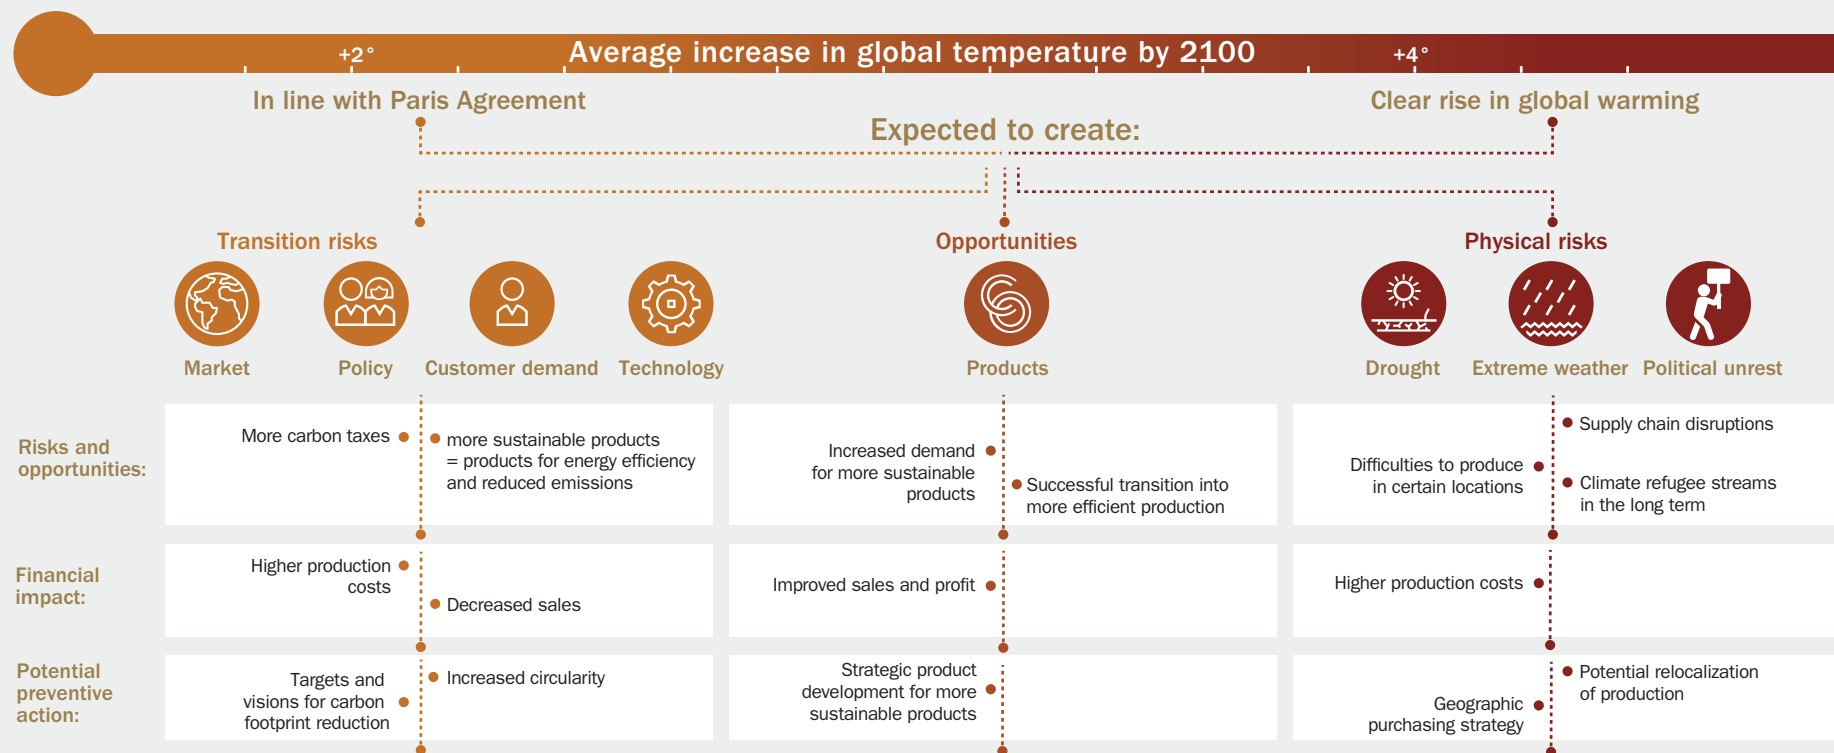 +2°
Average increase in global temperature by 2100
+4°
In line with Paris Agreement
Clear rise in global warming
Expected to create:
Transition risks
Opportunities
Physical risks
Market
Policy
Customer demand
Technology
Products
Drought
Extreme weather
Political unrest
Risks and
opportunities:
More carbon taxes
more sustainable products
= products for energy efficiency
and reduced emissions
Increased demand
for more sustainable
products
Successful transition into
more efficient production
Difficulties to produce
in certain locations
Supply chain disruptions
Climate refugee streams
in the long term
Financial
impact:
Higher production
costs
Decreased sales
Improved sales and profit
Higher production costs
Potential
preventive
action:
Targets and
visions for carbon
footprint reduction
Increased circularity
Strategic product
development for more
sustainable products
Geographic
purchasing strategy
Potential relocalization
of production